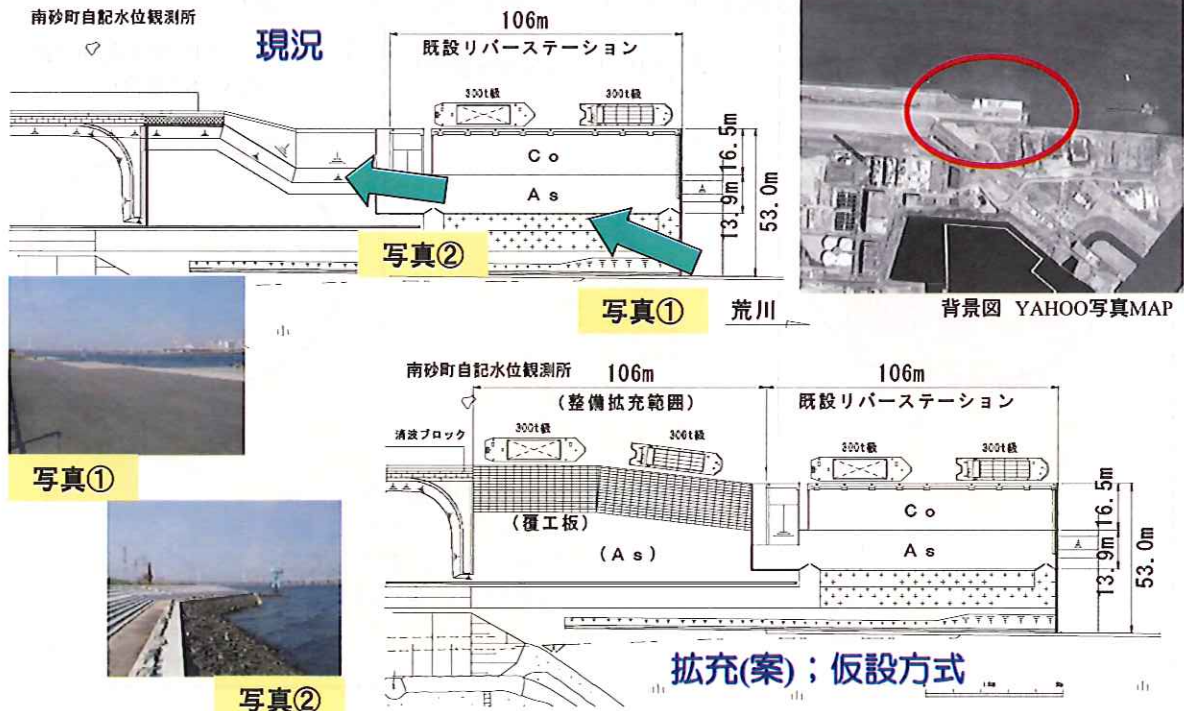 南砂町自記水位観測所
現況
106m
既設リバーステーション
300t級
300t級
Co
As
16.5m
13.9m
53.0m
写真②
写真①
荒川
背景図 YAHOO写真MAP
写真①
写真②
南砂町自記水位観測所
106m
106m
(整備拡充範囲)
既設リバーステーション
消波ブロック
300t級
300t級
300t級
300t級
(覆工板)
(As)
Co
As
16.5m
13.9m
53.0m
拡充(案);仮設方式